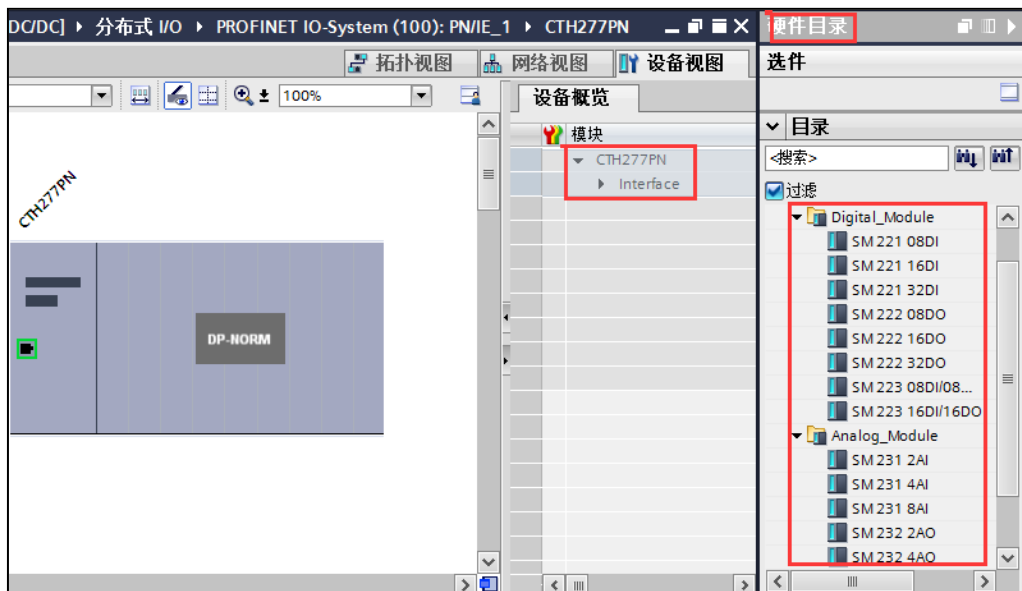 DC/DC] ▸ 分布式 I/O ▸ PROFINET IO-System (100): PN/IE_1 ▸ CTH277PN
硬件目录
拓扑视图
网络视图
设备视图
选件
100%
设备概览
目录
模块
<搜索>
CTH277PN
Interface
过滤
CTH277PN
Digital_Module
SM 221 08DI
SM 221 16DI
SM 221 32DI
SM 222 08DO
SM 222 16DO
SM 222 32DO
SM 223 08DI/08...
SM 223 16DI/16DO
Analog_Module
SM 231 2AI
SM 231 4AI
SM 231 8AI
SM 232 2AO
SM 232 4AO
DP-NORM